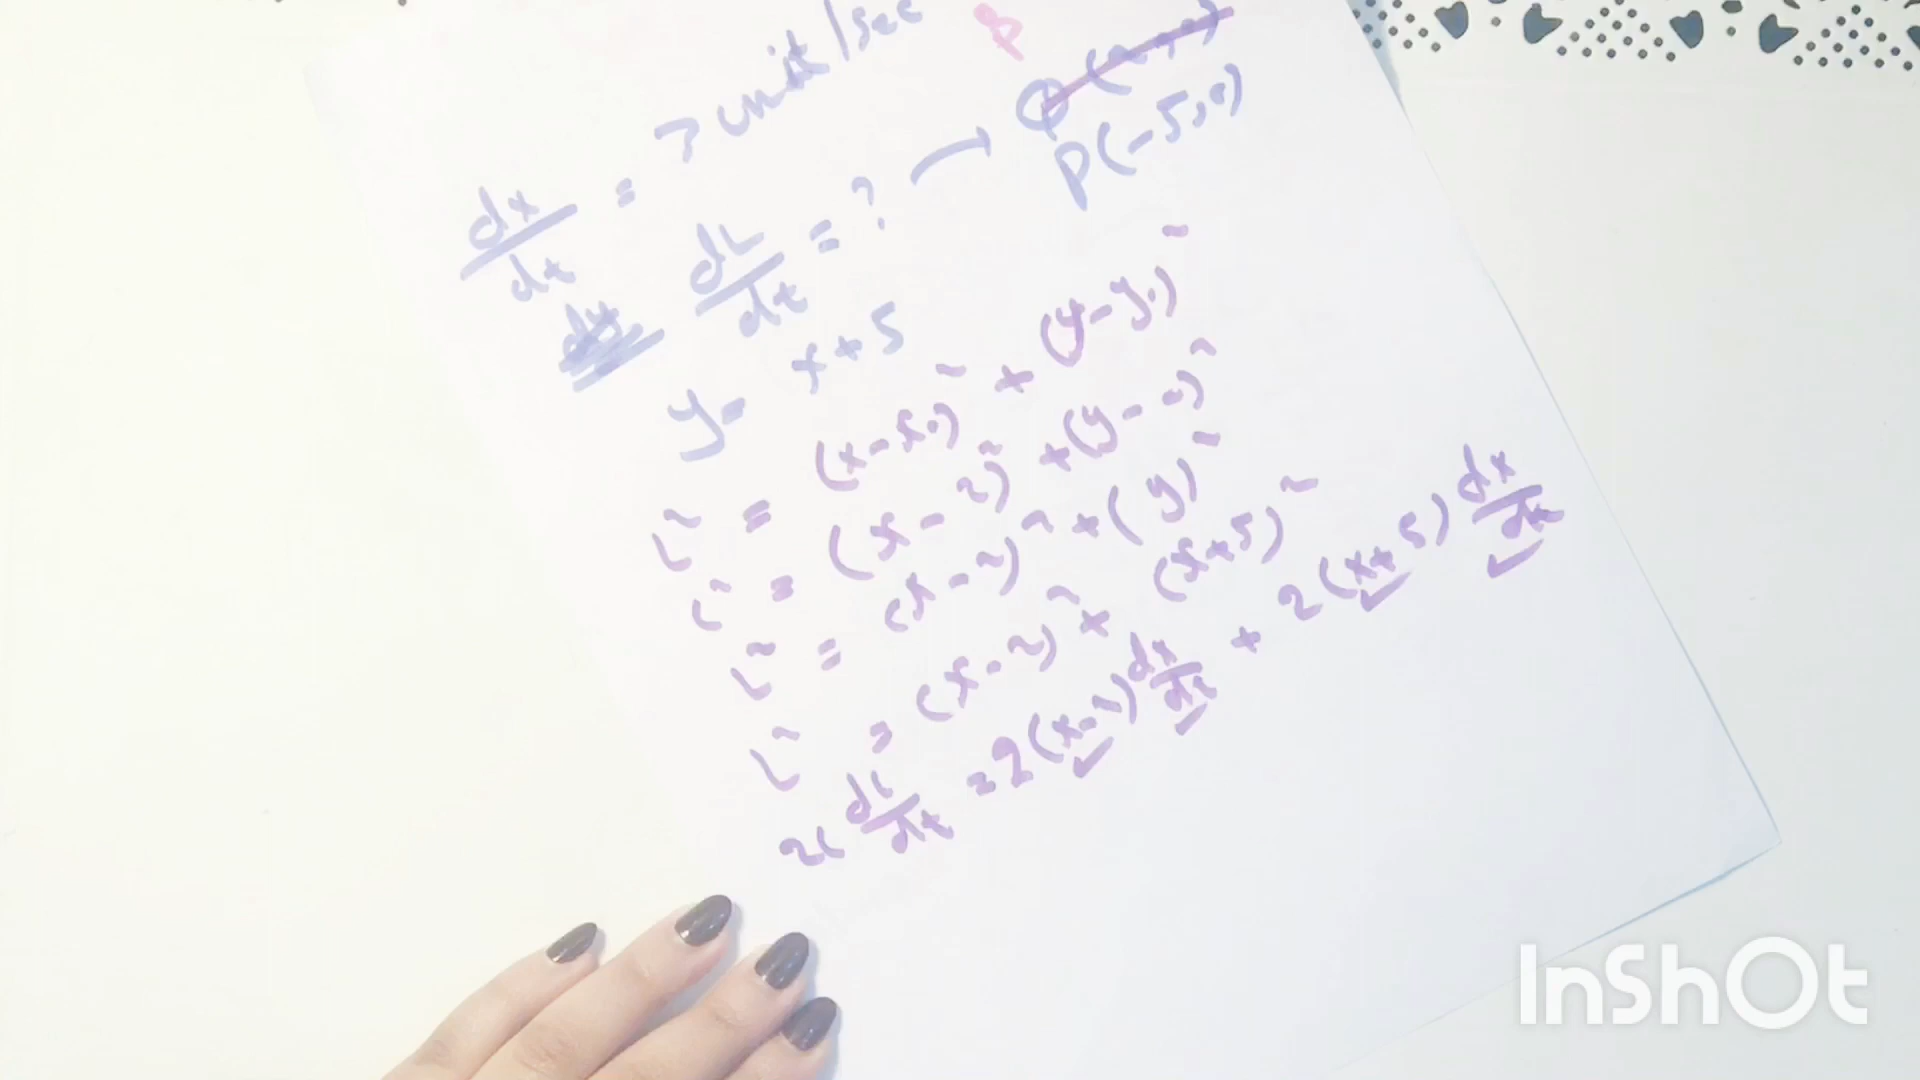 dx/dt = 7 unit/sec
dL/dt = ? → P(-5,0)
y = x+5
L² = (x-x₀)² + (y-y₀)²
L² = (x-2)² + (y-0)²
L² = (x-2)² + (y)²
L² = (x-2)² + (x+5)²
2L dL/dt = 2(x-2) dx/dt + 2(x+5) dx/dt
InShOt